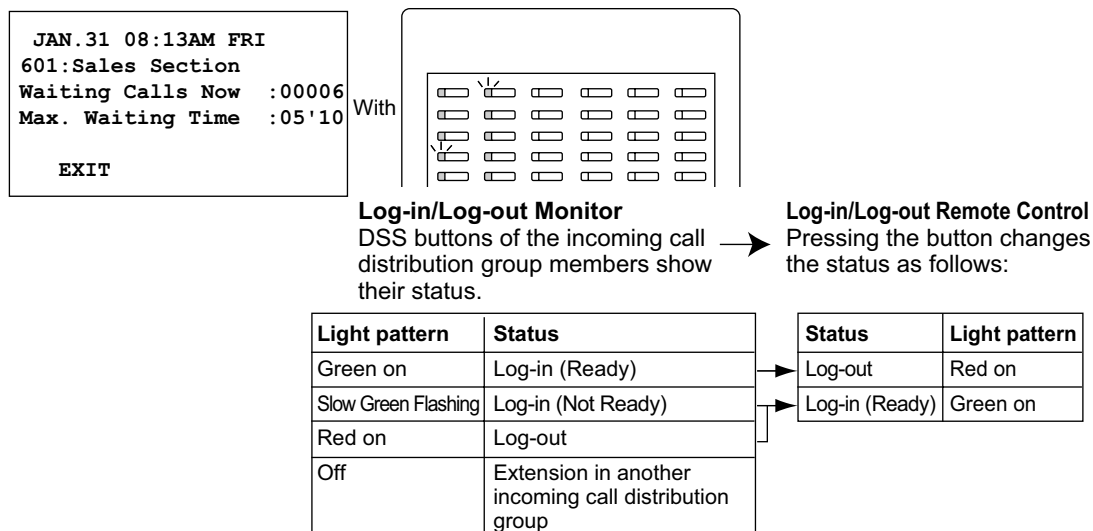 JAN.31 08:13AM FRI
601:Sales Section
Waiting Calls Now :00006
Max. Waiting Time :05'10
EXIT
With
Log-in/Log-out Monitor
DSS buttons of the incoming call
distribution group members show
their status.
Log-in/Log-out Remote Control
Pressing the button changes
the status as follows:
Light pattern Status
Green on Log-in (Ready)
Slow Green Flashing Log-in (Not Ready)
Red on Log-out
Off Extension in another
incoming call distribution
group
Status Light pattern
Log-out Red on
Log-in (Ready) Green on